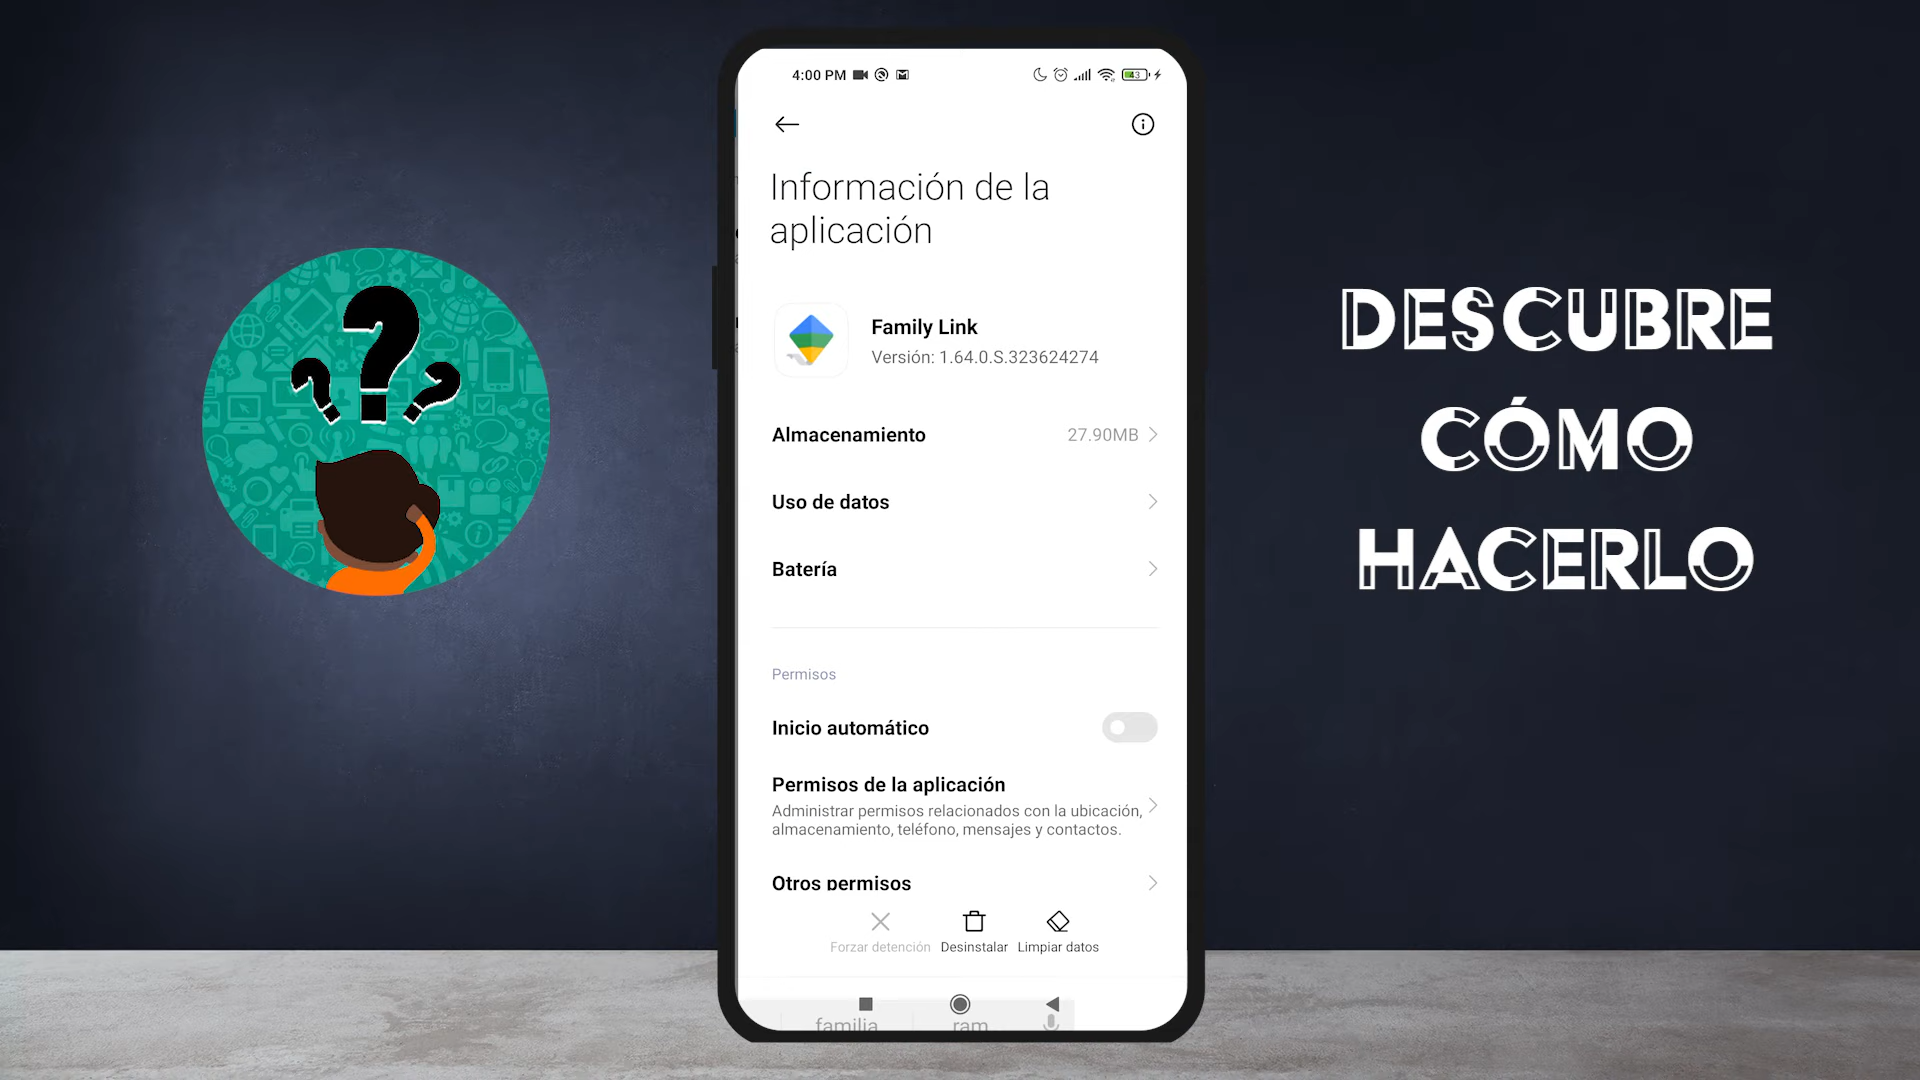 4:00 PM
43
Información de la
aplicación
Family Link
Versión: 1.64.0.S.323624274
Almacenamiento
27.90MB
Uso de datos
Batería
Permisos
Inicio automático
Permisos de la aplicación
Administrar permisos relacionados con la ubicación,
almacenamiento, teléfono, mensajes y contactos.
Otros permisos
Forzar detención
Desinstalar
Limpiar datos
familia
ram
DESCUBRE
CÓMO
HACERLO